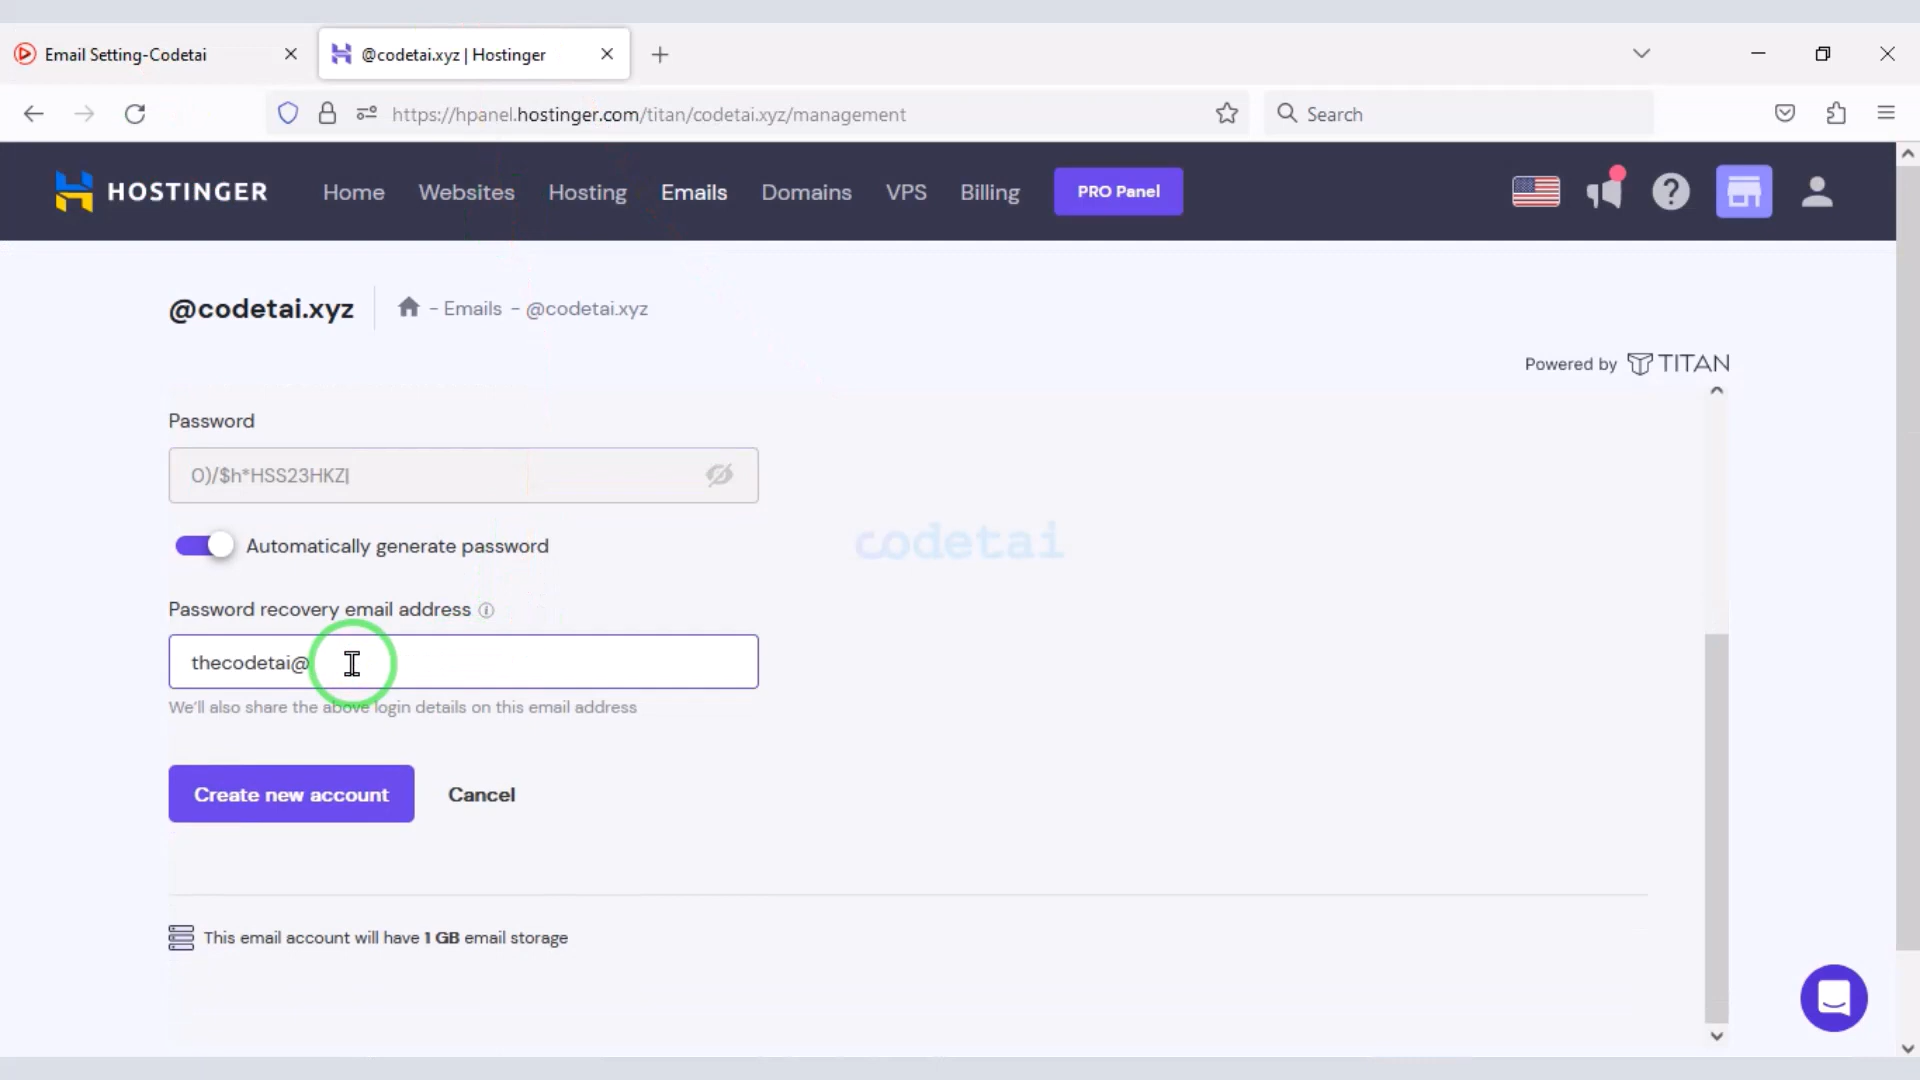 Email Setting-Codetai
@codetai.xyz | Hostinger
https://hpanel.hostinger.com/titan/codetai.xyz/management
Search
HOSTINGER
Home
Websites
Hosting
Emails
Domains
VPS
Billing
PRO Panel
@codetai.xyz
- Emails - @codetai.xyz
Powered by TITAN
Password
O)/$h*HSS23HKZ|
Automatically generate password
codetai
Password recovery email address
thecodetai@
We'll also share the above login details on this email address
Create new account
Cancel
This email account will have 1 GB email storage